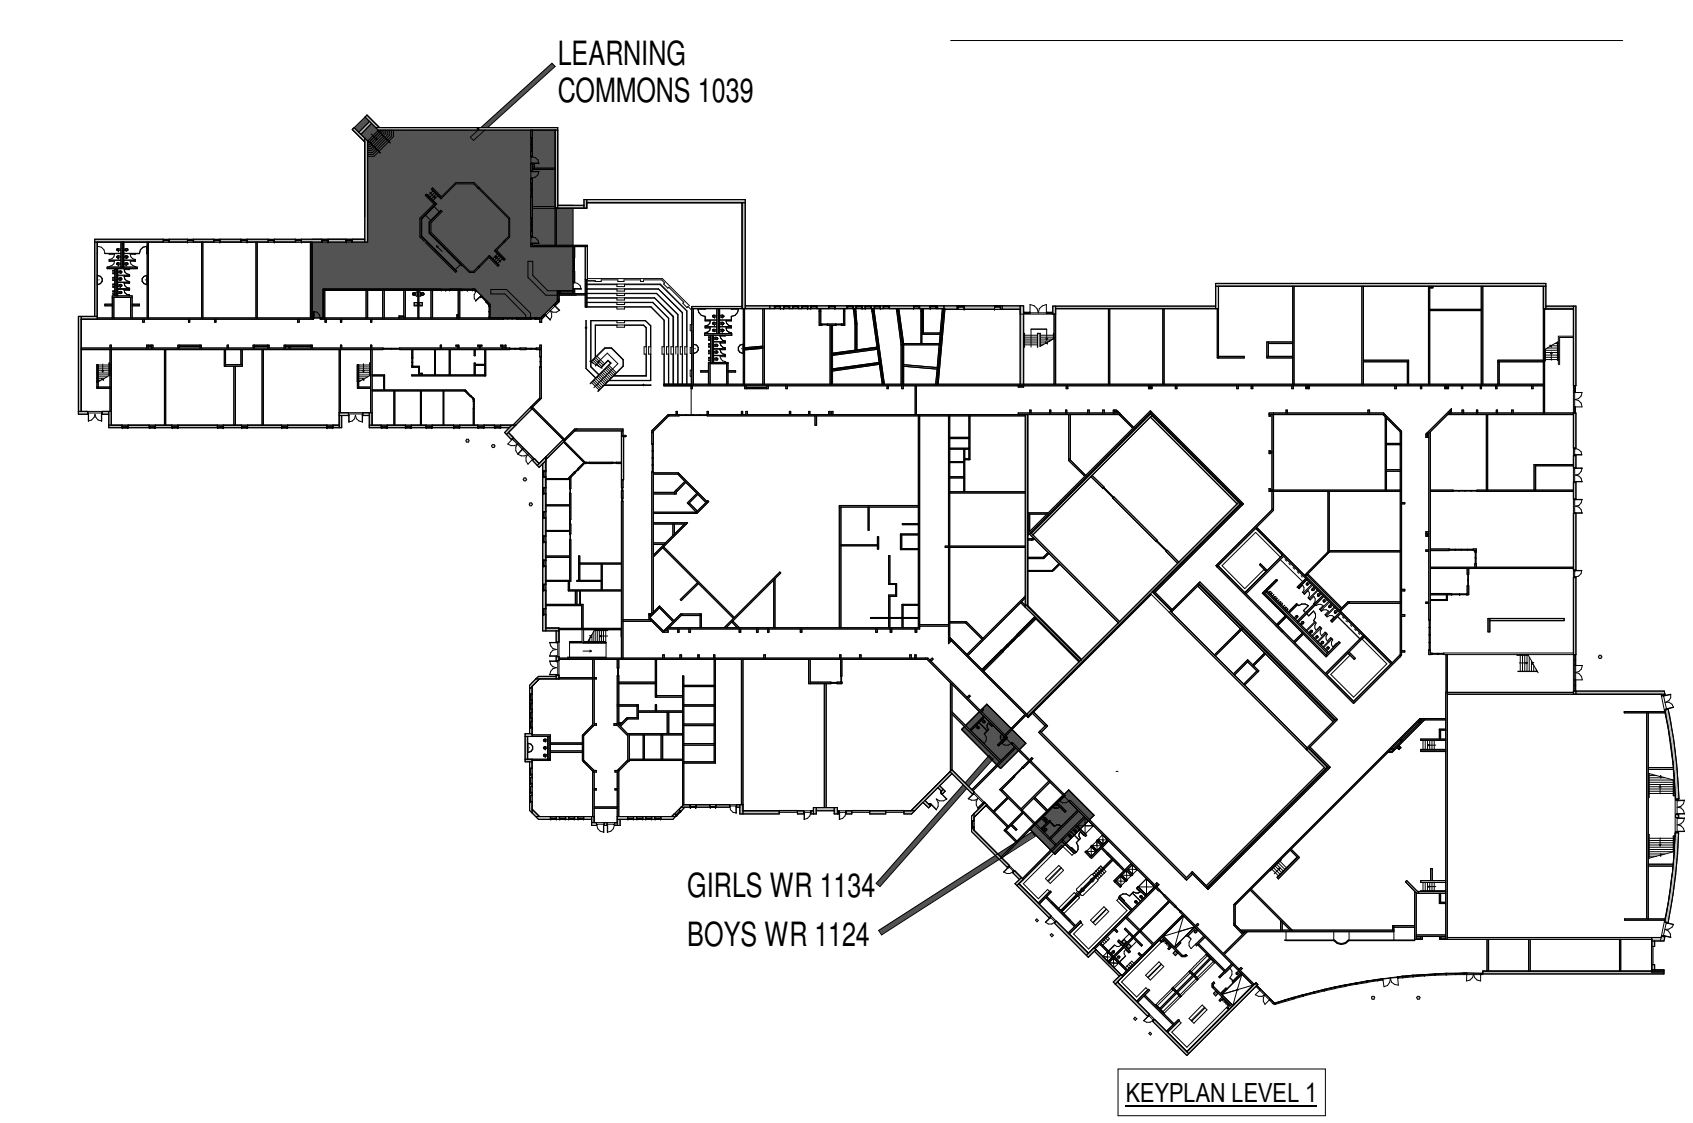 LEARNING
COMMONS 1039
GIRLS WR 1134
BOYS WR 1124
KEYPLAN LEVEL 1